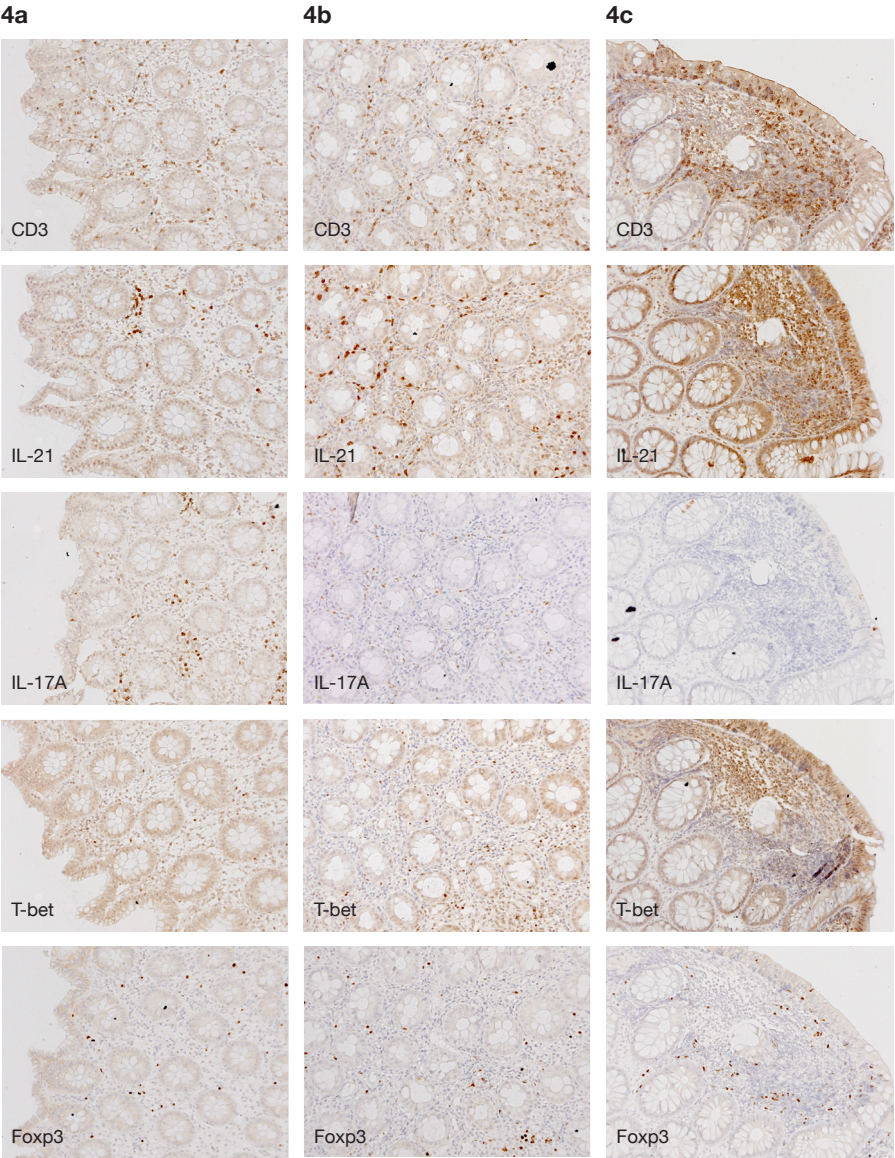 4a 4b 4c
CD3 CD3 CD3
IL-21 IL-21 IL-21
IL-17A IL-17A IL-17A
T-bet T-bet T-bet
Foxp3 Foxp3 Foxp3